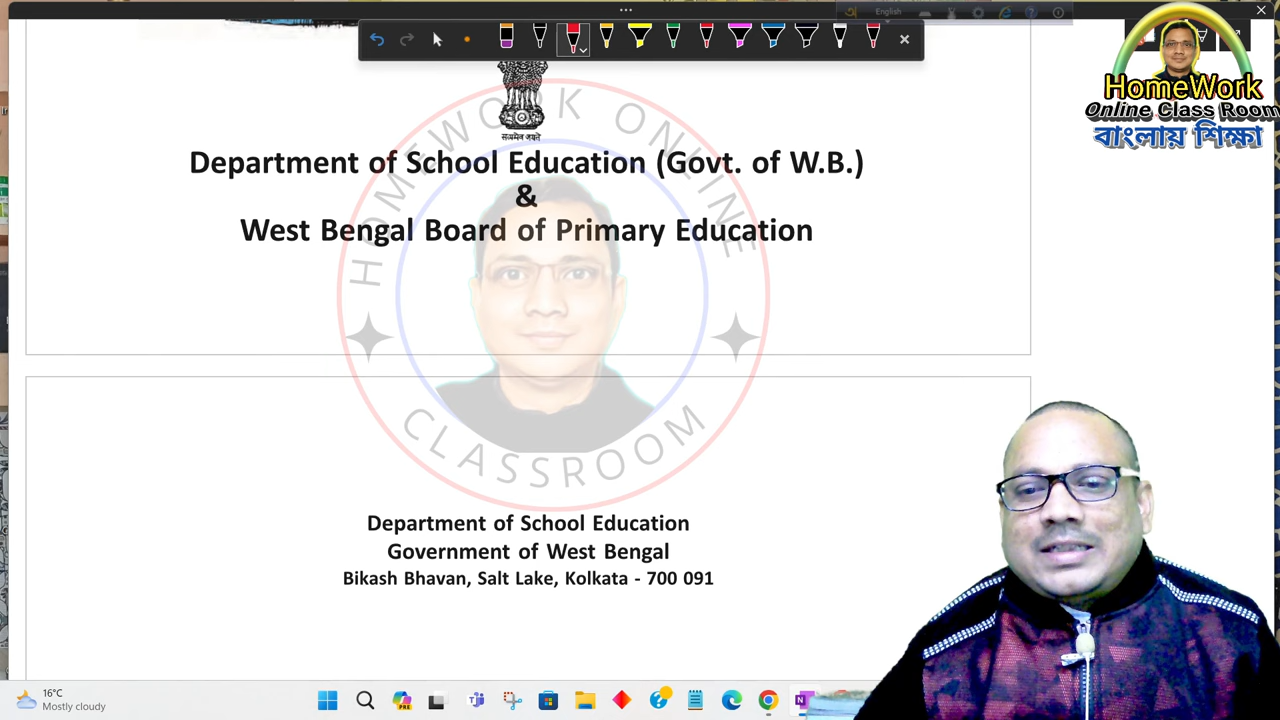 English
HomeWork
Online Class Room
বাংলায় শিক্ষা
सत्यमेव जयते
Department of School Education (Govt. of W.B.)
&
West Bengal Board of Primary Education
HOMEWORK ONLINE
CLASSROOM
Department of School Education
Government of West Bengal
Bikash Bhavan, Salt Lake, Kolkata - 700 091
16°C
Mostly cloudy